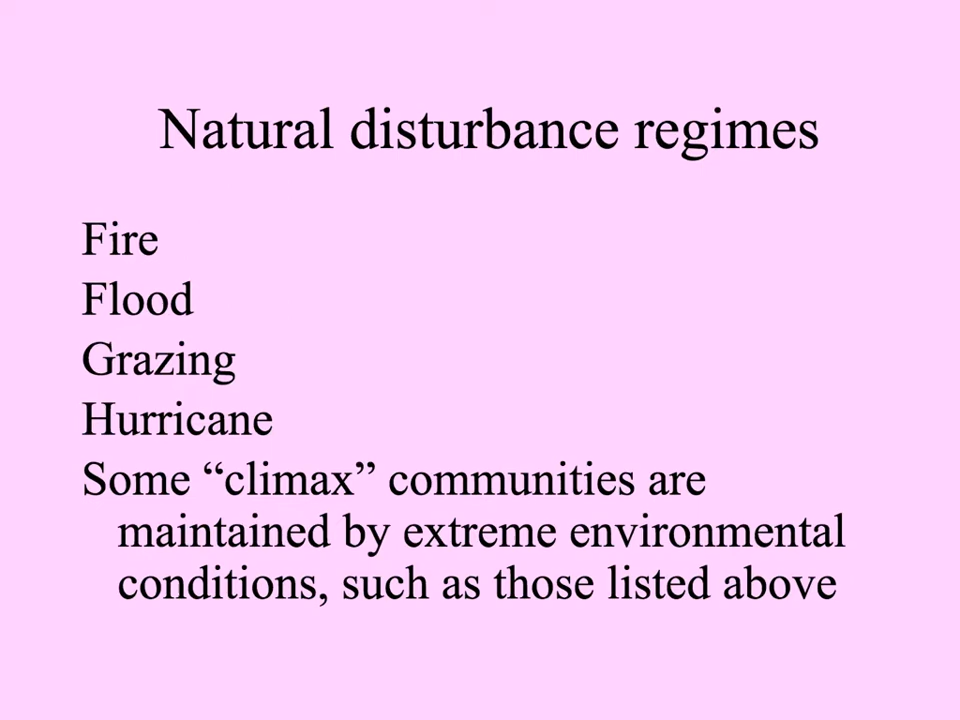 Natural disturbance regimes
Fire
Flood
Grazing
Hurricane
Some “climax” communities are
maintained by extreme environmental
conditions, such as those listed above